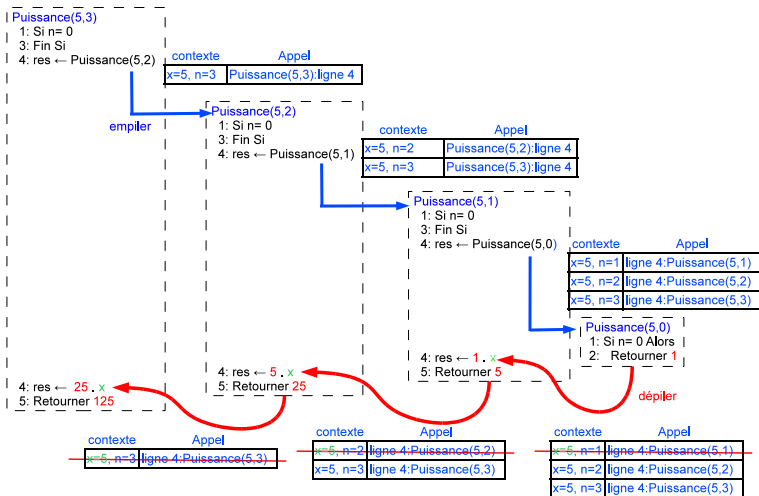 Puissance(5,3)
1: Si n= 0
3: Fin Si
4: res ← Puissance(5,2)
contexte Appel
x=5, n=3 Puissance(5,3):ligne 4
empiler
Puissance(5,2)
1: Si n= 0
3: Fin Si
4: res ← Puissance(5,1)
contexte Appel
x=5, n=2 Puissance(5,2):ligne 4
x=5, n=3 Puissance(5,3):ligne 4
Puissance(5,1)
1: Si n= 0
3: Fin Si
4: res ← Puissance(5,0)
contexte Appel
x=5, n=1 ligne 4:Puissance(5,1)
x=5, n=2 ligne 4:Puissance(5,2)
x=5, n=3 ligne 4:Puissance(5,3)
Puissance(5,0)
1: Si n= 0 Alors
2: Retourner 1
4: res ← 1 . x
5: Retourner 5
4: res ← 5 . x
5: Retourner 25
4: res ← 25 . x
5: Retourner 125
dépiler
contexte Appel
x=5, n=3 ligne 4:Puissance(5,3)
contexte Appel
x=5, n=2 ligne 4:Puissance(5,2)
x=5, n=3 ligne 4:Puissance(5,3)
contexte Appel
x=5, n=1 ligne 4:Puissance(5,1)
x=5, n=2 ligne 4:Puissance(5,2)
x=5, n=3 ligne 4:Puissance(5,3)